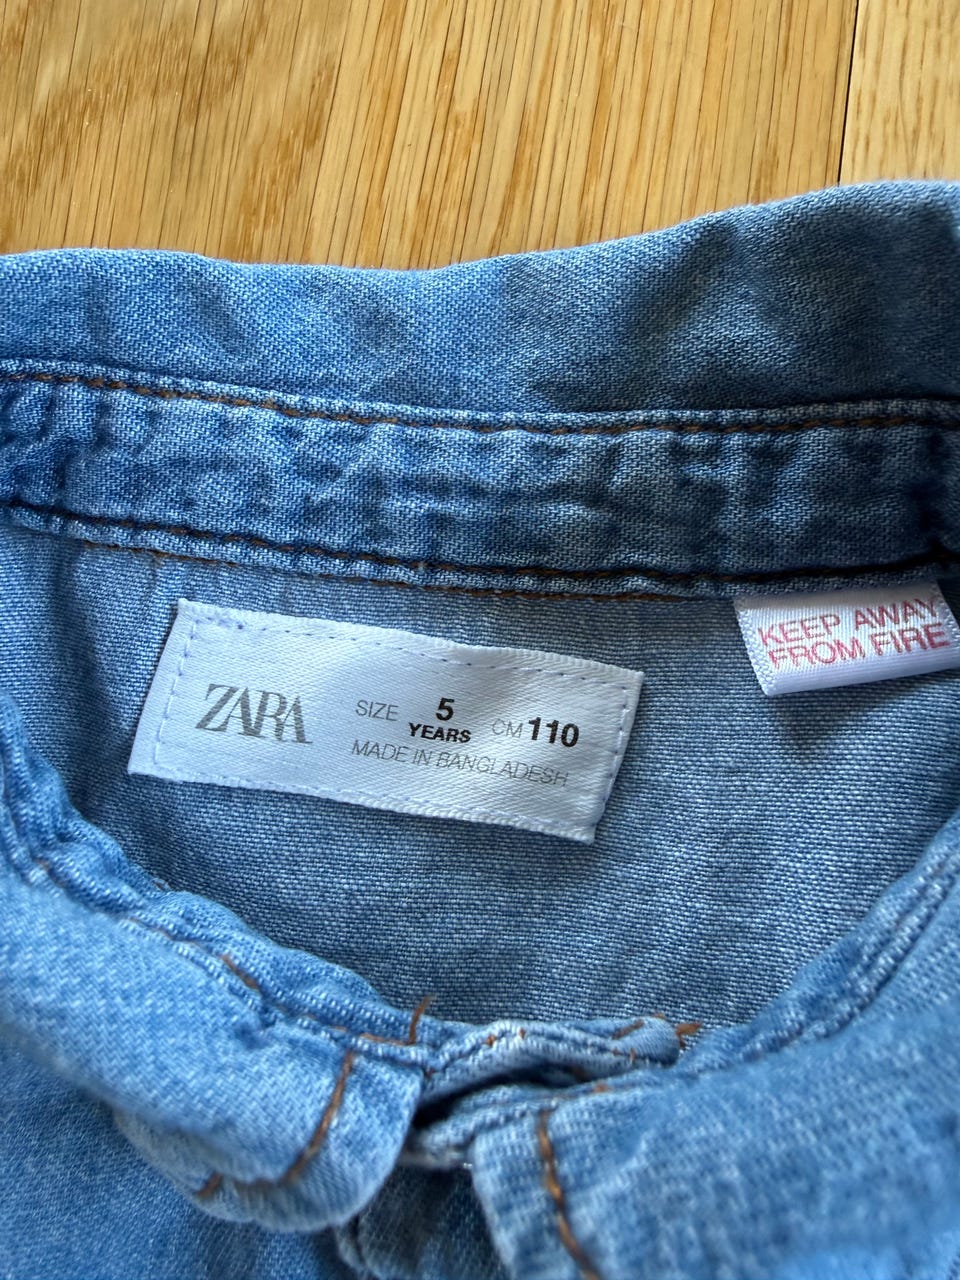 ZARA
SIZE 5 YEARS CM 110
MADE IN BANGLADESH
KEEP AWAY
FROM FIRE